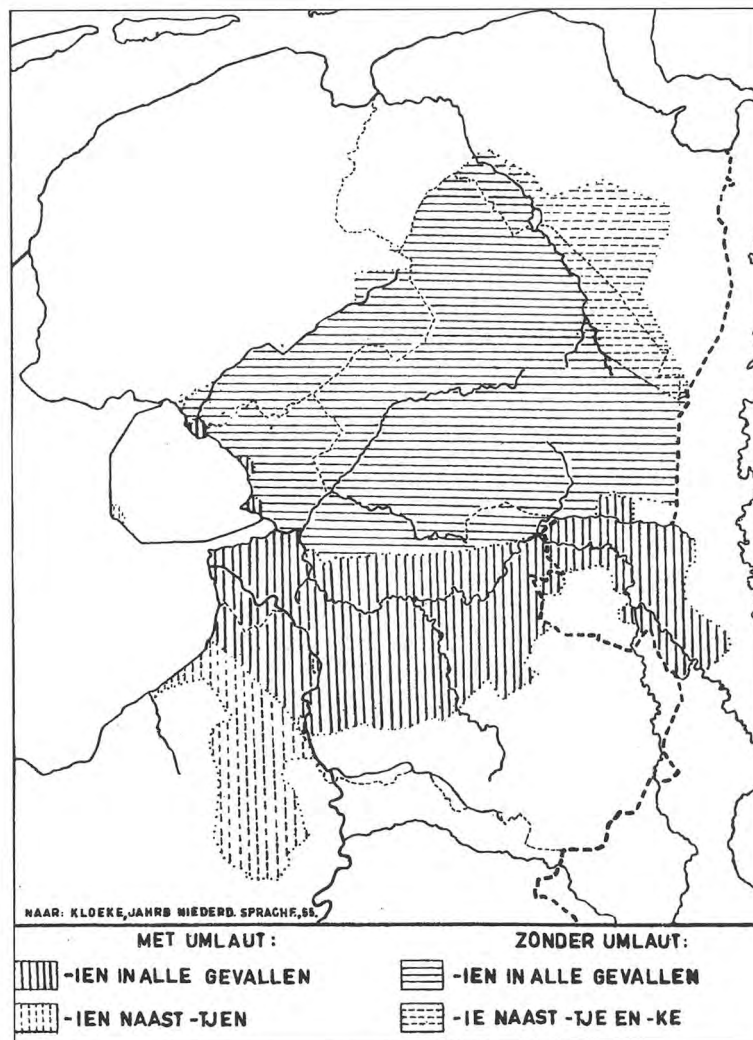 NAAR: KLOEKE, JAHRB NIEDERD. SPRACHF., 55.
MET UMLAUT:
-IEN IN ALLE GEVALLEN
-IEN NAAST -TJEN
ZONDER UMLAUT:
-IEN IN ALLE GEVALLEN
-IE NAAST -TJE EN -KE